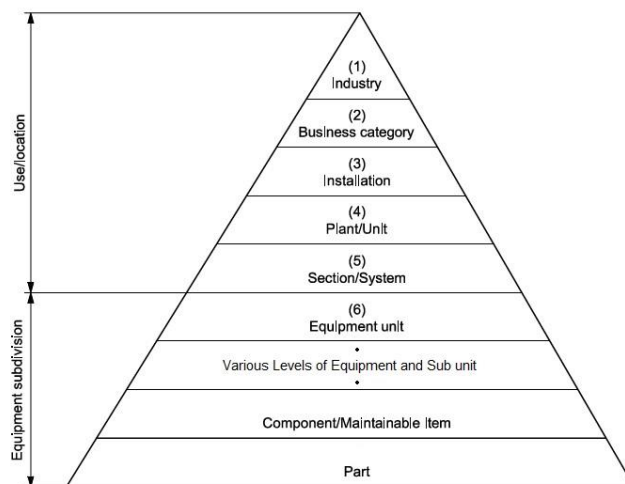 Use/location
Equipment subdivision
(1)
Industry
(2)
Business category
(3)
Installation
(4)
Plant/Unit
(5)
Section/System
(6)
Equipment unit
Various Levels of Equipment and Sub unit
Component/Maintainable Item
Part